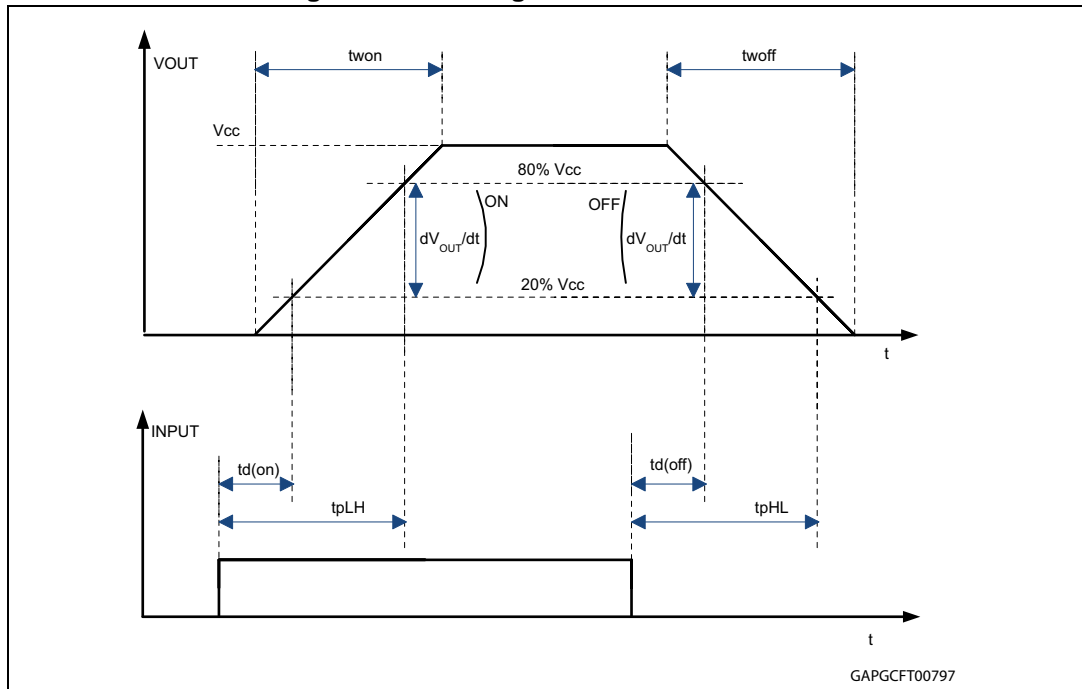 VOUT
twon
twoff
Vcc
80% Vcc
ON
OFF
dVOUT/dt
dVOUT/dt
20% Vcc
t
INPUT
td(on)
td(off)
tpLH
tpHL
t
GAPGCFT00797